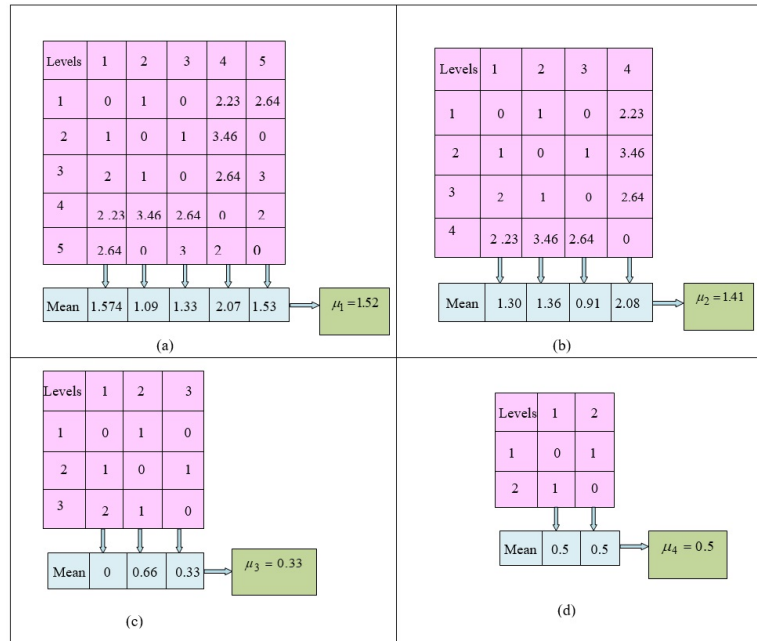 Levels 1 2 3 4 5
1 0 1 0 2.23 2.64
2 1 0 1 3.46 0
3 2 1 0 2.64 3
4 2 .23 3.46 2.64 0 2
5 2.64 0 3 2 0
Mean 1.574 1.09 1.33 2.07 1.53 μ₁=1.52
(a)
Levels 1 2 3 4
1 0 1 0 2.23
2 1 0 1 3.46
3 2 1 0 2.64
4 2 .23 3.46 2.64 0
Mean 1.30 1.36 0.91 2.08 μ₂=1.41
(b)
Levels 1 2 3
1 0 1 0
2 1 0 1
3 2 1 0
Mean 0 0.66 0.33 μ₃ = 0.33
(c)
Levels 1 2
1 0 1
2 1 0
Mean 0.5 0.5 μ₄ = 0.5
(d)